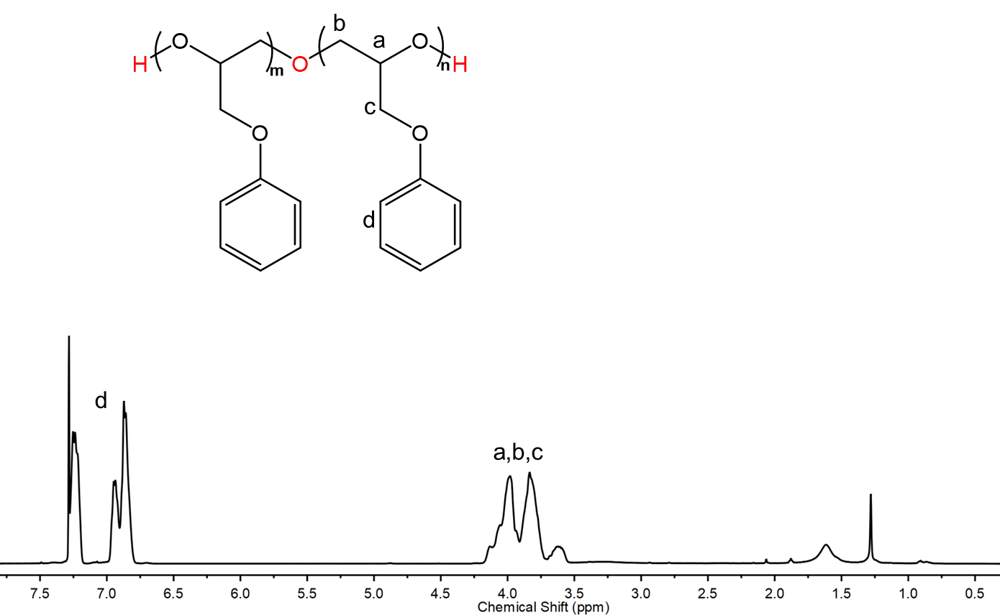 b
O a O
H ( )m O ( )n H
c
O O
d
d
a,b,c
7.5 7.0 6.5 6.0 5.5 5.0 4.5 4.0 3.5 3.0 2.5 2.0 1.5 1.0 0.5
Chemical Shift (ppm)